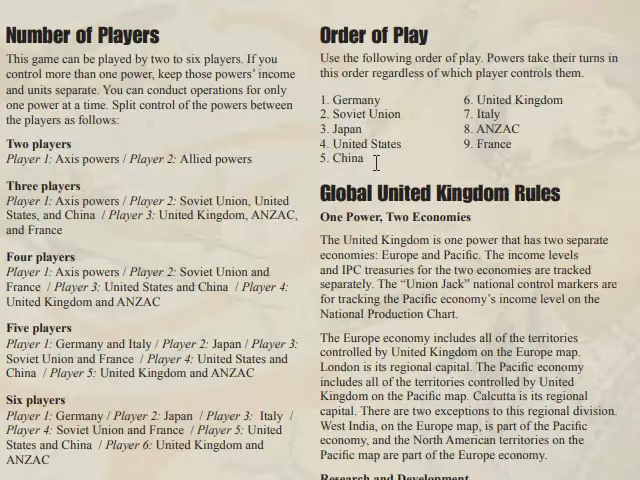 Number of Players
This game can be played by two to six players. If you
control more than one power, keep those powers' income
and units separate. You can conduct operations for only
one power at a time. Split control of the powers between
the players as follows:
Two players
Player 1: Axis powers / Player 2: Allied powers
Three players
Player 1: Axis powers / Player 2: Soviet Union, United
States, and China / Player 3: United Kingdom, ANZAC,
and France
Four players
Player 1: Axis powers / Player 2: Soviet Union and
France / Player 3: United States and China / Player 4:
United Kingdom and ANZAC
Five players
Player 1: Germany and Italy / Player 2: Japan / Player 3:
Soviet Union and France / Player 4: United States and
China / Player 5: United Kingdom and ANZAC
Six players
Player 1: Germany / Player 2: Japan / Player 3: Italy /
Player 4: Soviet Union and France / Player 5: United
States and China / Player 6: United Kingdom and
ANZAC
Order of Play
Use the following order of play. Powers take their turns in
this order regardless of which player controls them.
1. Germany
2. Soviet Union
3. Japan
4. United States
5. China
6. United Kingdom
7. Italy
8. ANZAC
9. France
Global United Kingdom Rules
One Power, Two Economies
The United Kingdom is one power that has two separate
economies: Europe and Pacific. The income levels
and IPC treasuries for the two economies are tracked
separately. The “Union Jack” national control markers are
for tracking the Pacific economy's income level on the
National Production Chart.
The Europe economy includes all of the territories
controlled by United Kingdom on the Europe map.
London is its regional capital. The Pacific economy
includes all of the territories controlled by United
Kingdom on the Pacific map. Calcutta is its regional
capital. There are two exceptions to this regional division.
West India, on the Europe map, is part of the Pacific
economy, and the North American territories on the
Pacific map are part of the Europe economy.
Research and Development